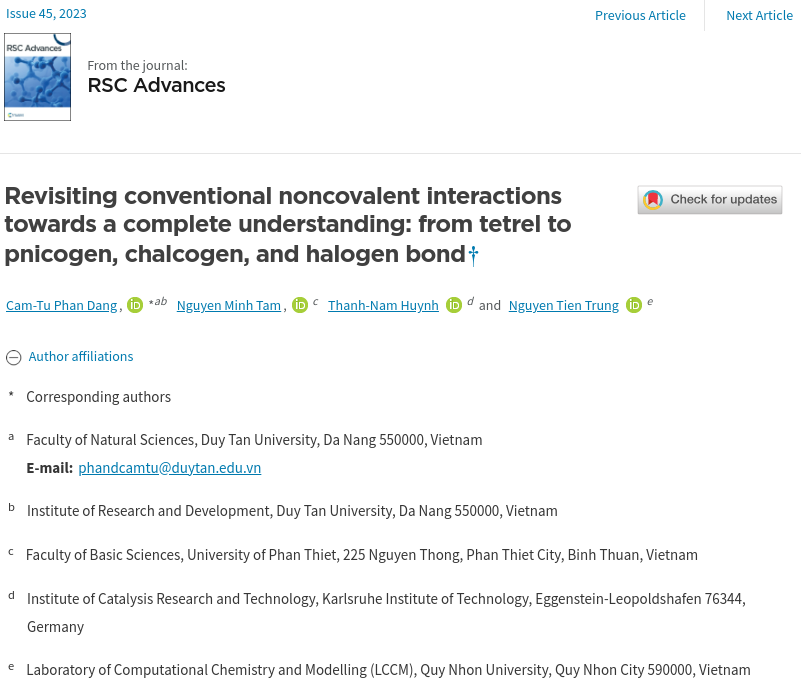 Issue 45, 2023
Previous Article
Next Article
RSC Advances
From the journal:
RSC Advances
Revisiting conventional noncovalent interactions
towards a complete understanding: from tetrel to
pnicogen, chalcogen, and halogen bond†
Check for updates
Cam-Tu Phan Dang, iD *ab Nguyen Minh Tam, iD c Thanh-Nam Huynh iD d and Nguyen Tien Trung iD e
Author affiliations
* Corresponding authors
a Faculty of Natural Sciences, Duy Tan University, Da Nang 550000, Vietnam
E-mail: phandcamtu@duytan.edu.vn
b Institute of Research and Development, Duy Tan University, Da Nang 550000, Vietnam
c Faculty of Basic Sciences, University of Phan Thiet, 225 Nguyen Thong, Phan Thiet City, Binh Thuan, Vietnam
d Institute of Catalysis Research and Technology, Karlsruhe Institute of Technology, Eggenstein-Leopoldshafen 76344,
Germany
e Laboratory of Computational Chemistry and Modelling (LCCM), Quy Nhon University, Quy Nhon City 590000, Vietnam